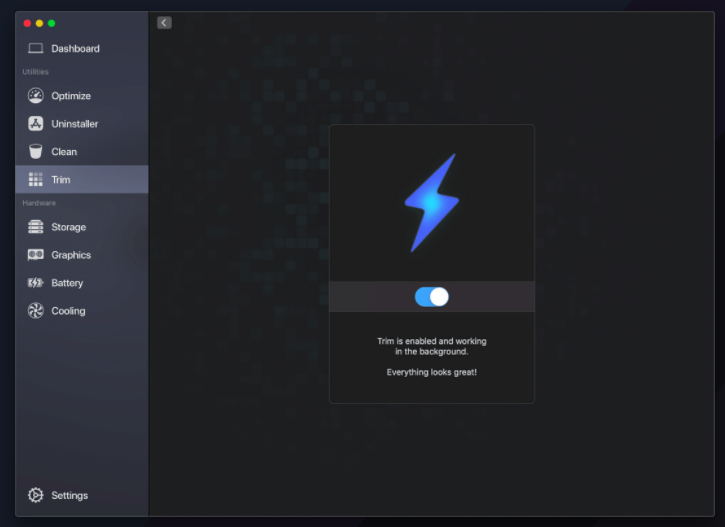 Dashboard
Utilities
Optimize
Uninstaller
Clean
Trim
Hardware
Storage
Graphics
Battery
Cooling
Settings
Trim is enabled and working
in the background.
Everything looks great!